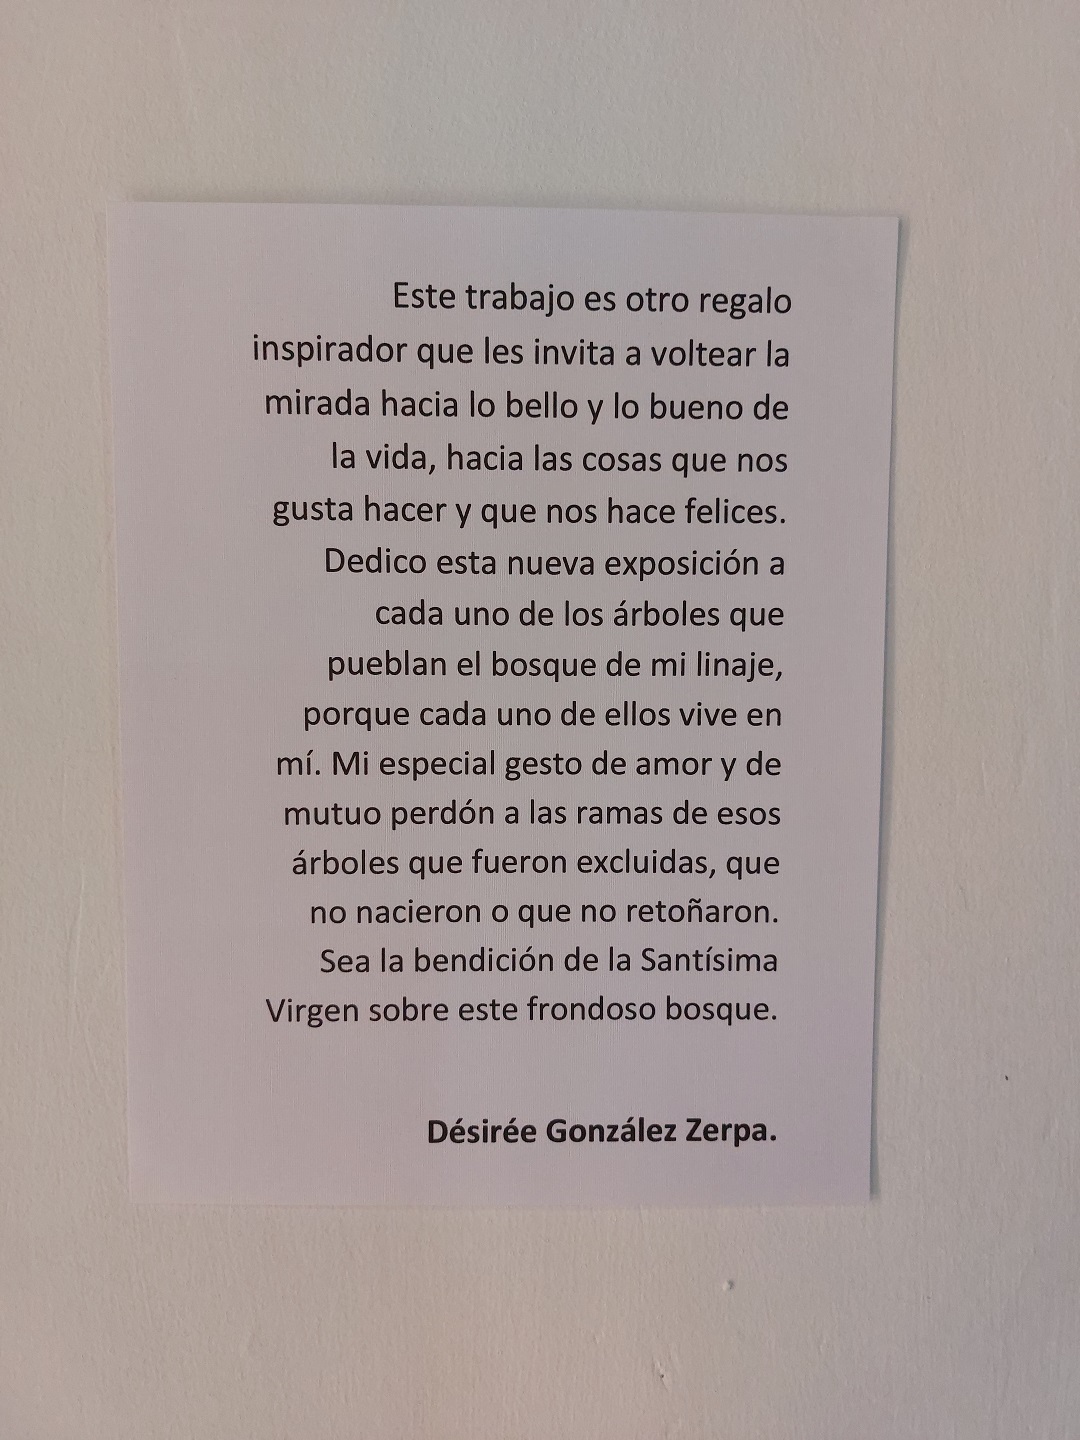 Este trabajo es otro regalo
inspirador que les invita a voltear la
mirada hacia lo bello y lo bueno de
la vida, hacia las cosas que nos
gusta hacer y que nos hace felices.
Dedico esta nueva exposición a
cada uno de los árboles que
pueblan el bosque de mi linaje,
porque cada uno de ellos vive en
mí. Mi especial gesto de amor y de
mutuo perdón a las ramas de esos
árboles que fueron excluidas, que
no nacieron o que no retoñaron.
Sea la bendición de la Santísima
Virgen sobre este frondoso bosque.
Désirée González Zerpa.